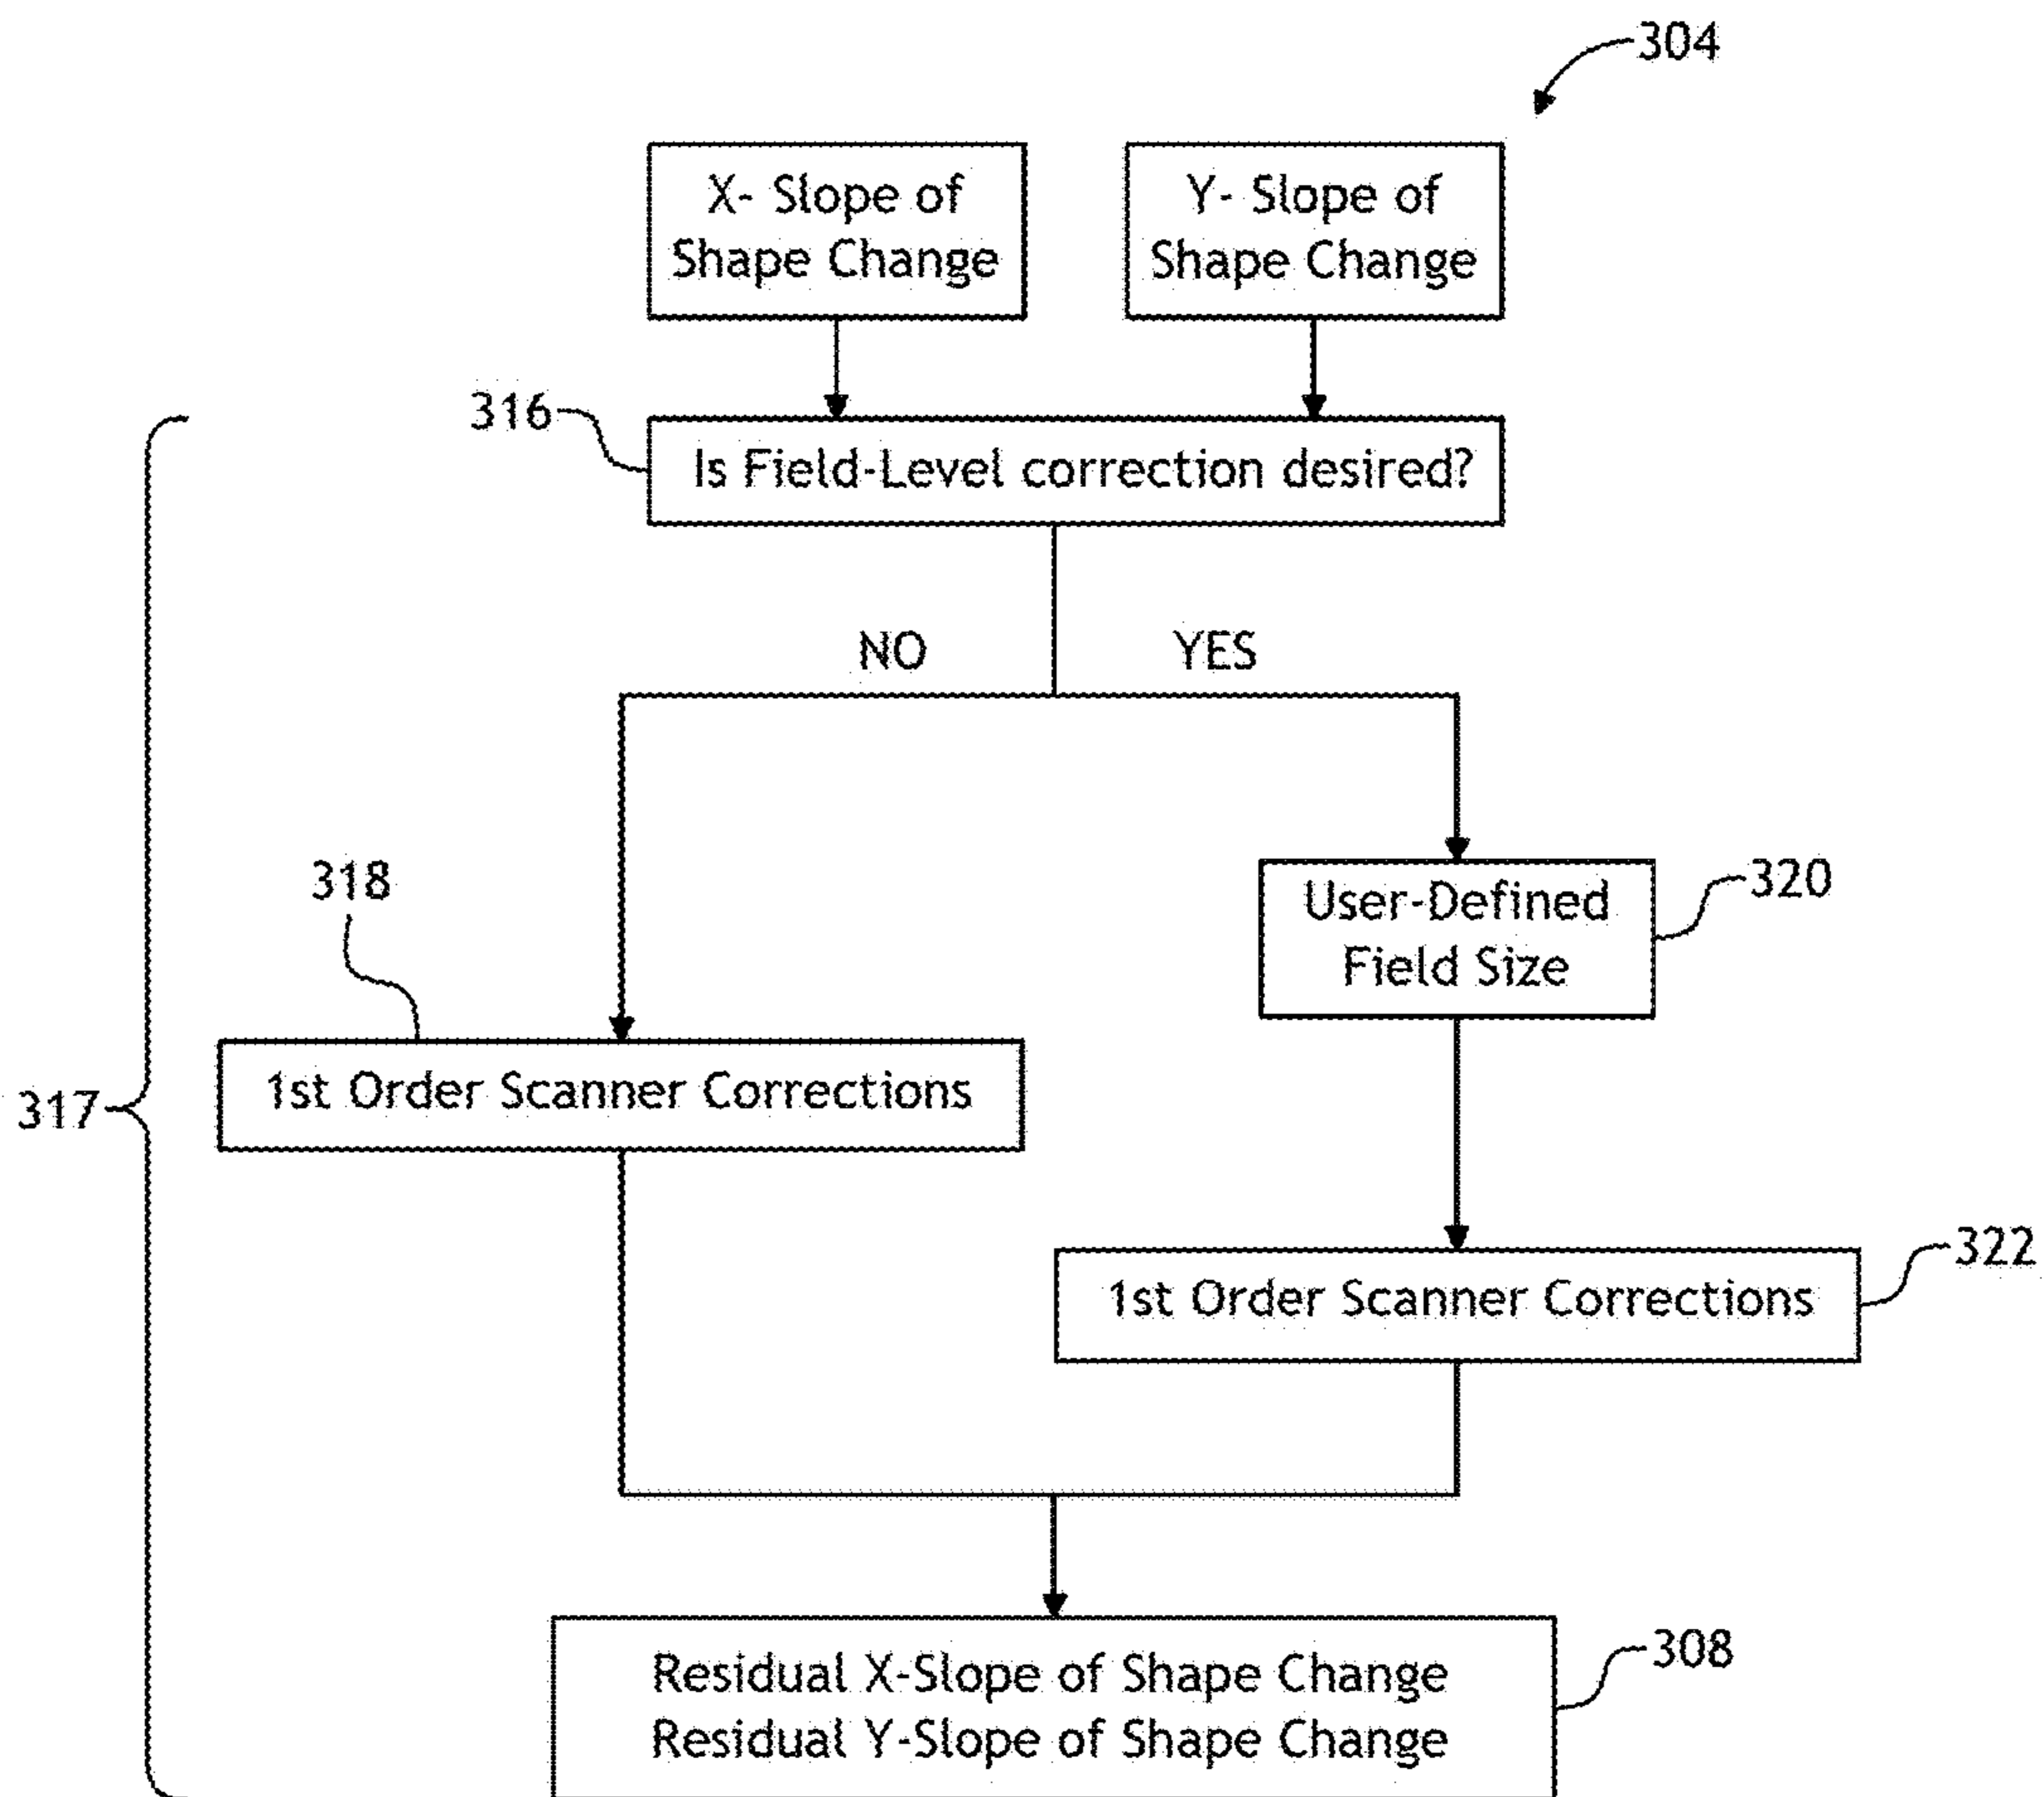 304
X- Slope of
Shape Change
Y- Slope of
Shape Change
316
Is Field-Level correction desired?
NO
YES
318
320
User-Defined
Field Size
317
1st Order Scanner Corrections
322
1st Order Scanner Corrections
308
Residual X-Slope of Shape Change
Residual Y-Slope of Shape Change